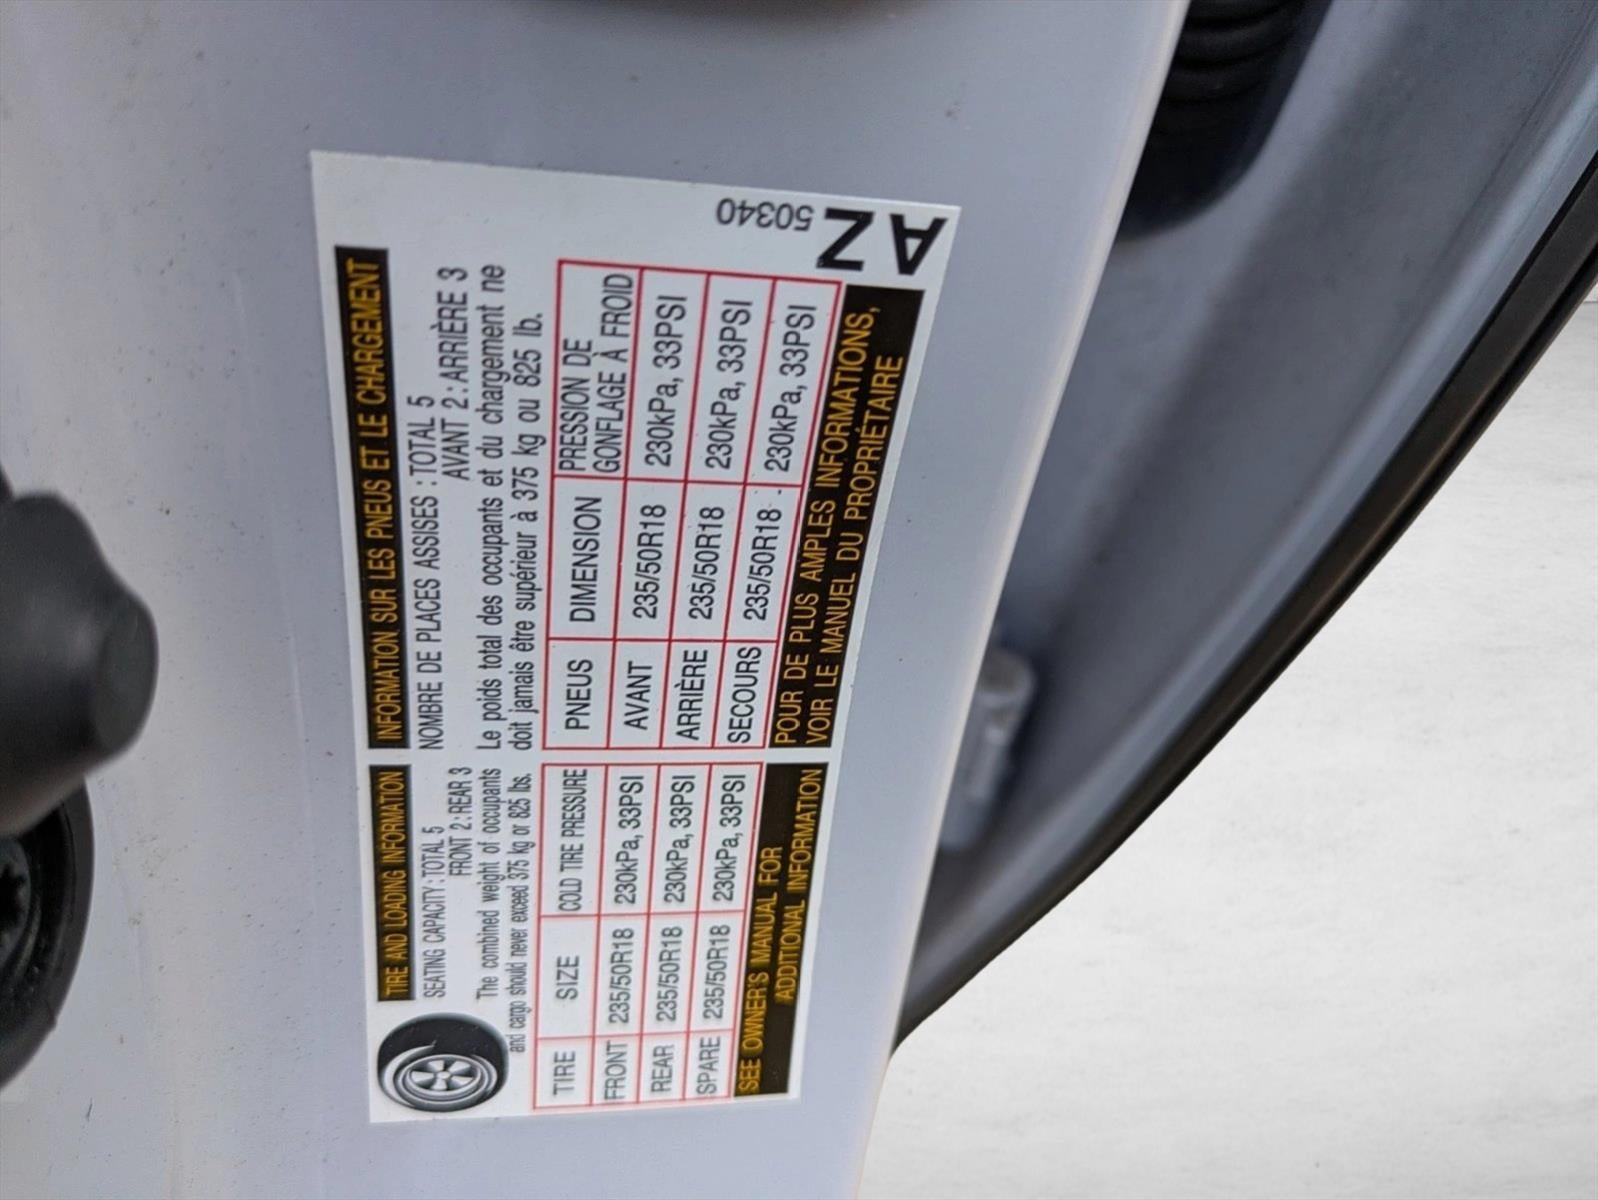 TIRE AND LOADING INFORMATION
SEATING CAPACITY : TOTAL 5
FRONT 2 : REAR 3
The combined weight of occupants
and cargo should never exceed 375 kg or 825 lbs.
TIRE SIZE COLD TIRE PRESSURE
FRONT 235/50R18 230kPa, 33PSI
REAR 235/50R18 230kPa, 33PSI
SPARE 235/50R18 230kPa, 33PSI
SEE OWNER'S MANUAL FOR
ADDITIONAL INFORMATION
INFORMATION SUR LES PNEUS ET LE CHARGEMENT
NOMBRE DE PLACES ASSISES : TOTAL 5
AVANT 2 : ARRIÈRE 3
Le poids total des occupants et du chargement ne
doit jamais être supérieur à 375 kg ou 825 lb.
PNEUS DIMENSION PRESSION DE
GONFLAGE À FROID
AVANT 235/50R18 230kPa, 33PSI
ARRIÈRE 235/50R18 230kPa, 33PSI
SECOURS 235/50R18 230kPa, 33PSI
POUR DE PLUS AMPLES INFORMATIONS,
VOIR LE MANUEL DU PROPRIÉTAIRE
50340
AZ